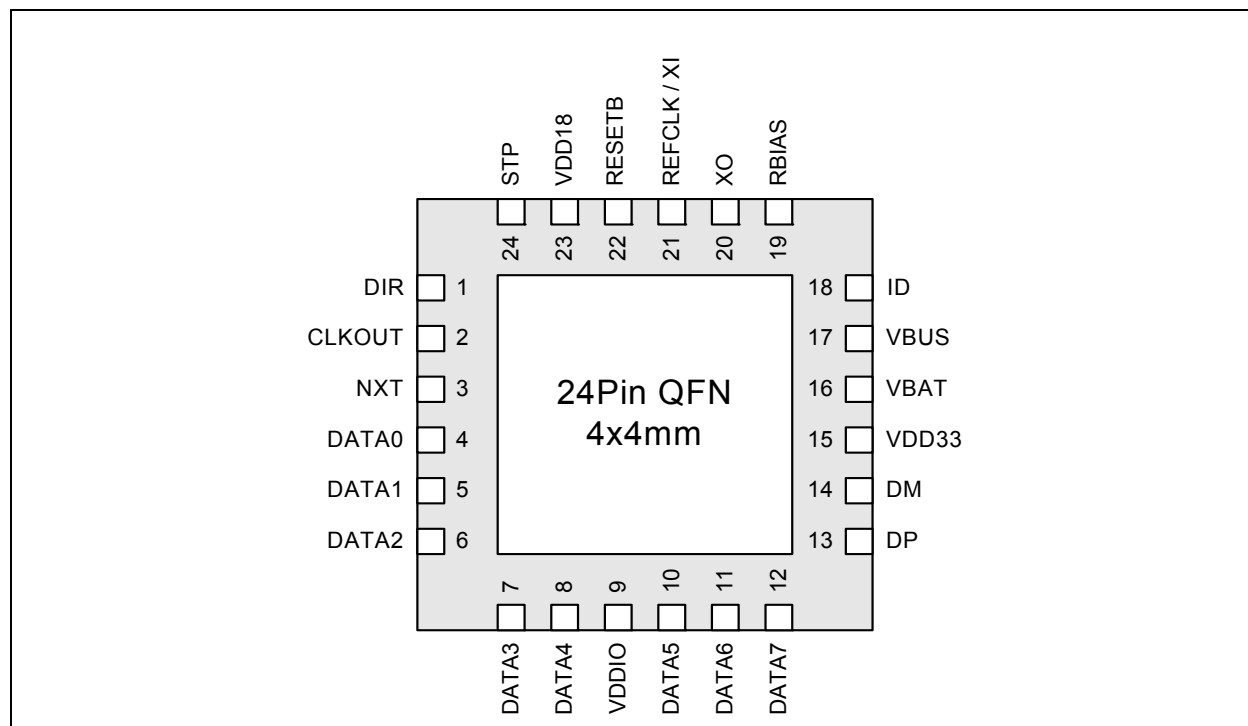 STP
VDD18
RESETB
REFCLK / XI
XO
RBIAS
24
23
22
21
20
19
DIR 1
CLKOUT 2
NXT 3
DATA0 4
DATA1 5
DATA2 6
24Pin QFN
4x4mm
18 ID
17 VBUS
16 VBAT
15 VDD33
14 DM
13 DP
7
8
9
10
11
12
DATA3
DATA4
VDDIO
DATA5
DATA6
DATA7